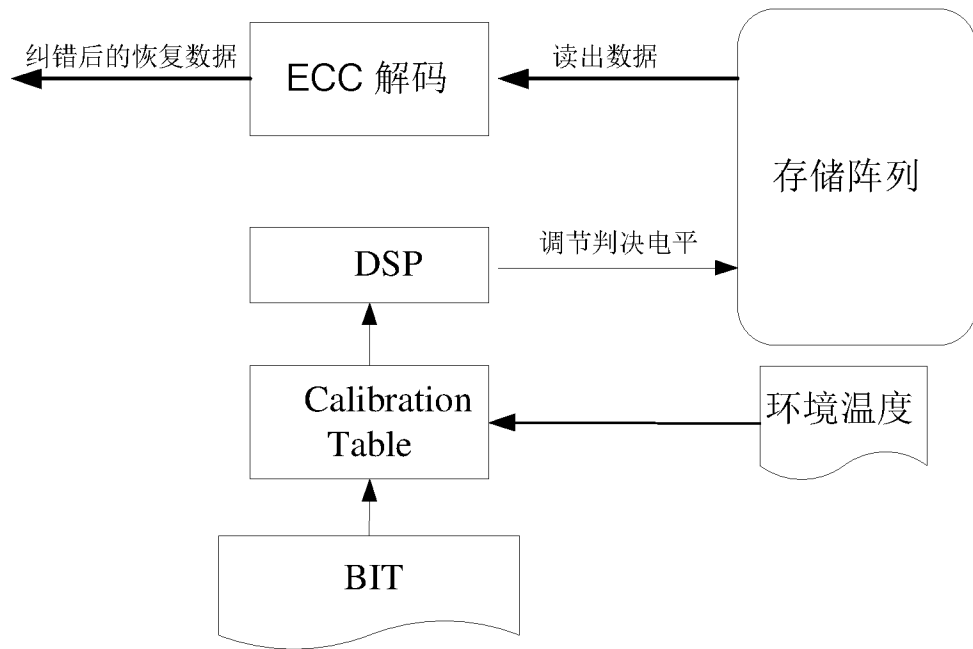 纠错后的恢复数据
ECC 解码
读出数据
存储阵列
DSP
调节判决电平
Calibration
Table
环境温度
BIT